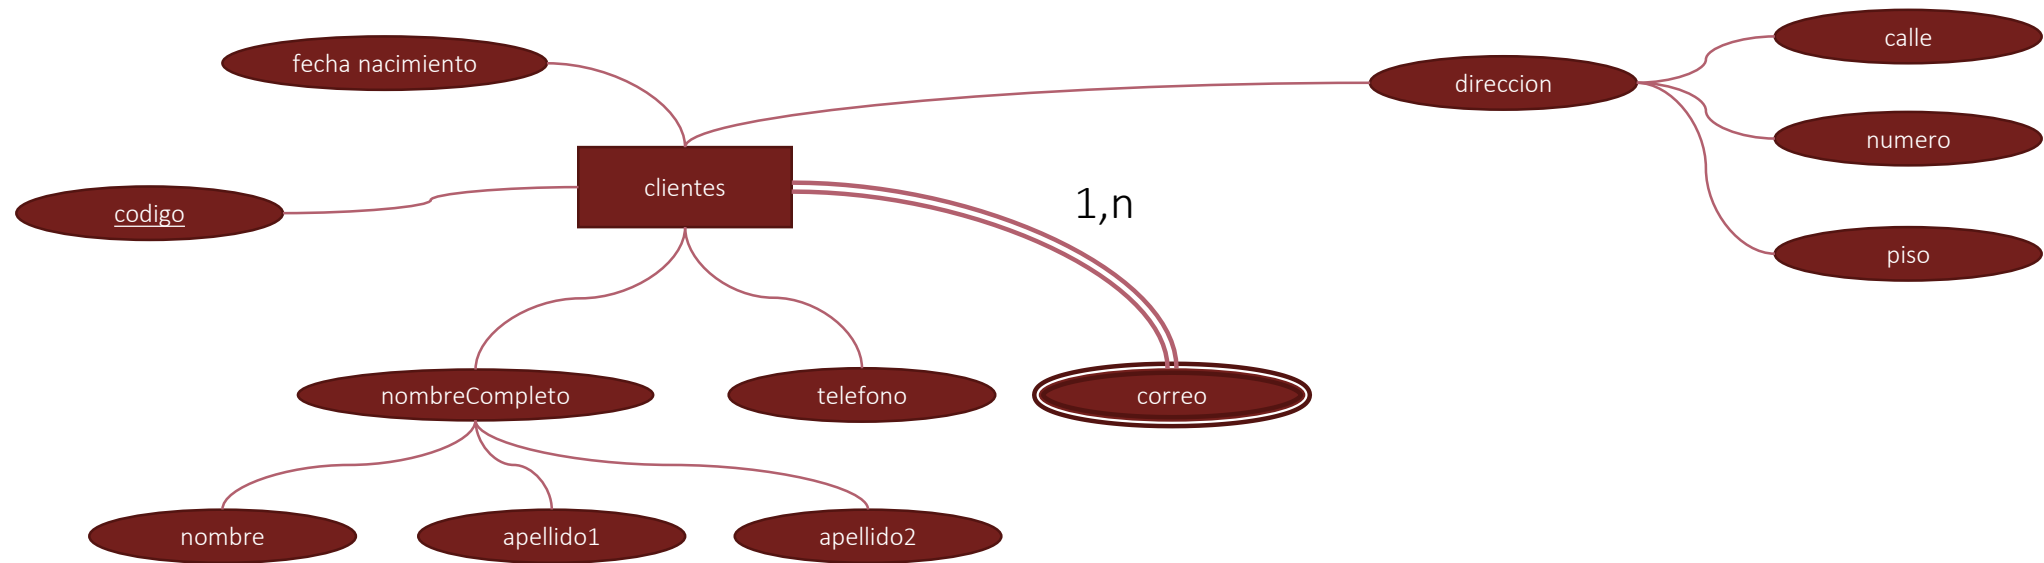 fecha nacimiento
direccion
calle
numero
piso
clientes
codigo
1,n
nombreCompleto
telefono
correo
nombre
apellido1
apellido2